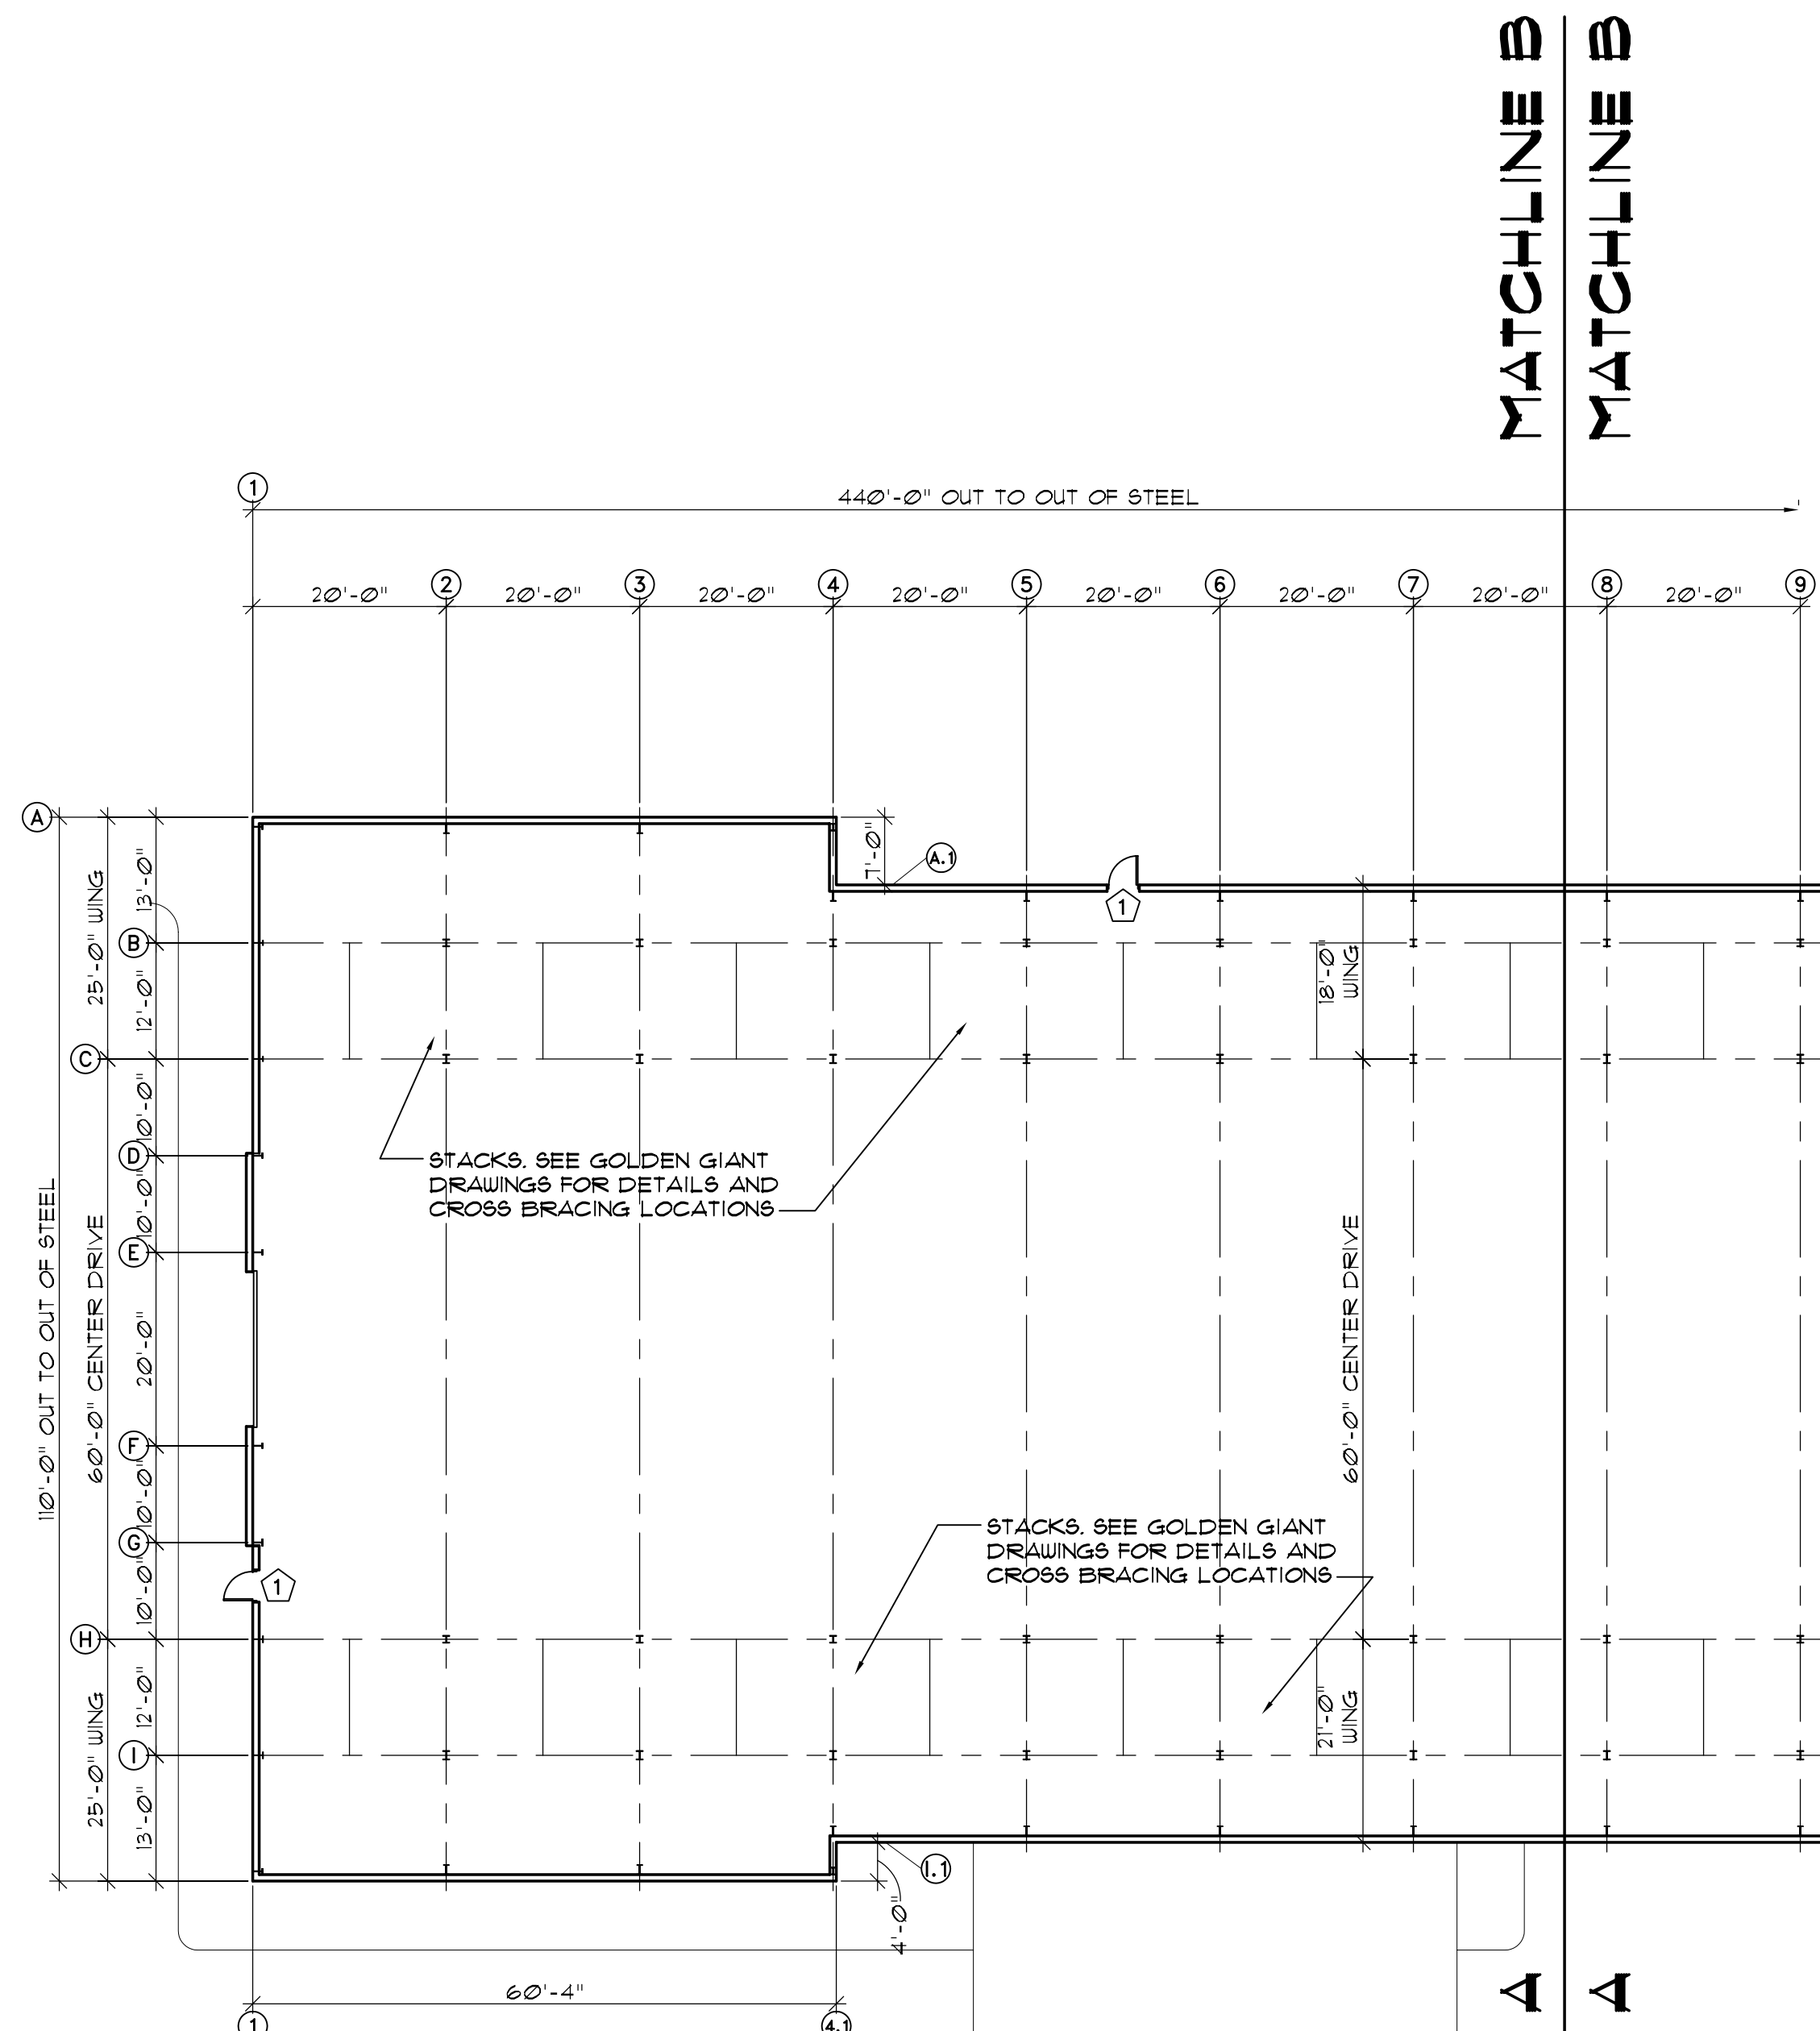 MATCHLINE B
MATCHLINE B
1
440'-0" OUT TO OUT OF STEEL
2
3
4
5
6
7
8
9
20'-0"
20'-0"
20'-0"
20'-0"
20'-0"
20'-0"
20'-0"
20'-0"
A
B
C
D
E
F
G
H
I
110'-0" OUT TO OUT OF STEEL
25'-0" WING
60'-0" CENTER DRIVE
25'-0" WING
13'-0"
12'-0"
10'-0"
10'-0"
20'-0"
10'-0"
10'-0"
12'-0"
13'-0"
7'-0"
A.1
1
18'-0"
WING
STACKS. SEE GOLDEN GIANT
DRAWINGS FOR DETAILS AND
CROSS BRACING LOCATIONS
60'-0" CENTER DRIVE
STACKS. SEE GOLDEN GIANT
DRAWINGS FOR DETAILS AND
CROSS BRACING LOCATIONS
1
21'-0"
WING
I.1
4'-0"
60'-4"
1
4.1
A
A